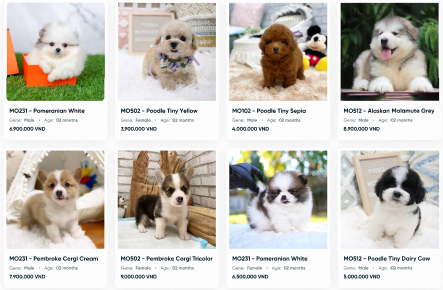 MO231 - Pomeranian White
Gene: Male • Age: 02 months
6.900.000 VND
MO502 - Poodle Tiny Yellow
Gene: Female • Age: 02 months
3.900.000 VND
MO102 - Poodle Tiny Sepia
Gene: Male • Age: 02 months
4.000.000 VND
MO512 - Alaskan Malamute Grey
Gene: Male • Age: 02 months
8.900.000 VND
MO231 - Pembroke Corgi Cream
Gene: Male • Age: 02 months
7.900.000 VND
MO502 - Pembroke Corgi Tricolor
Gene: Female • Age: 02 months
9.000.000 VND
MO231 - Pomeranian White
Gene: Female • Age: 02 months
6.500.000 VND
MO512 - Poodle Tiny Dairy Cow
Gene: Male • Age: 02 months
5.000.000 VND